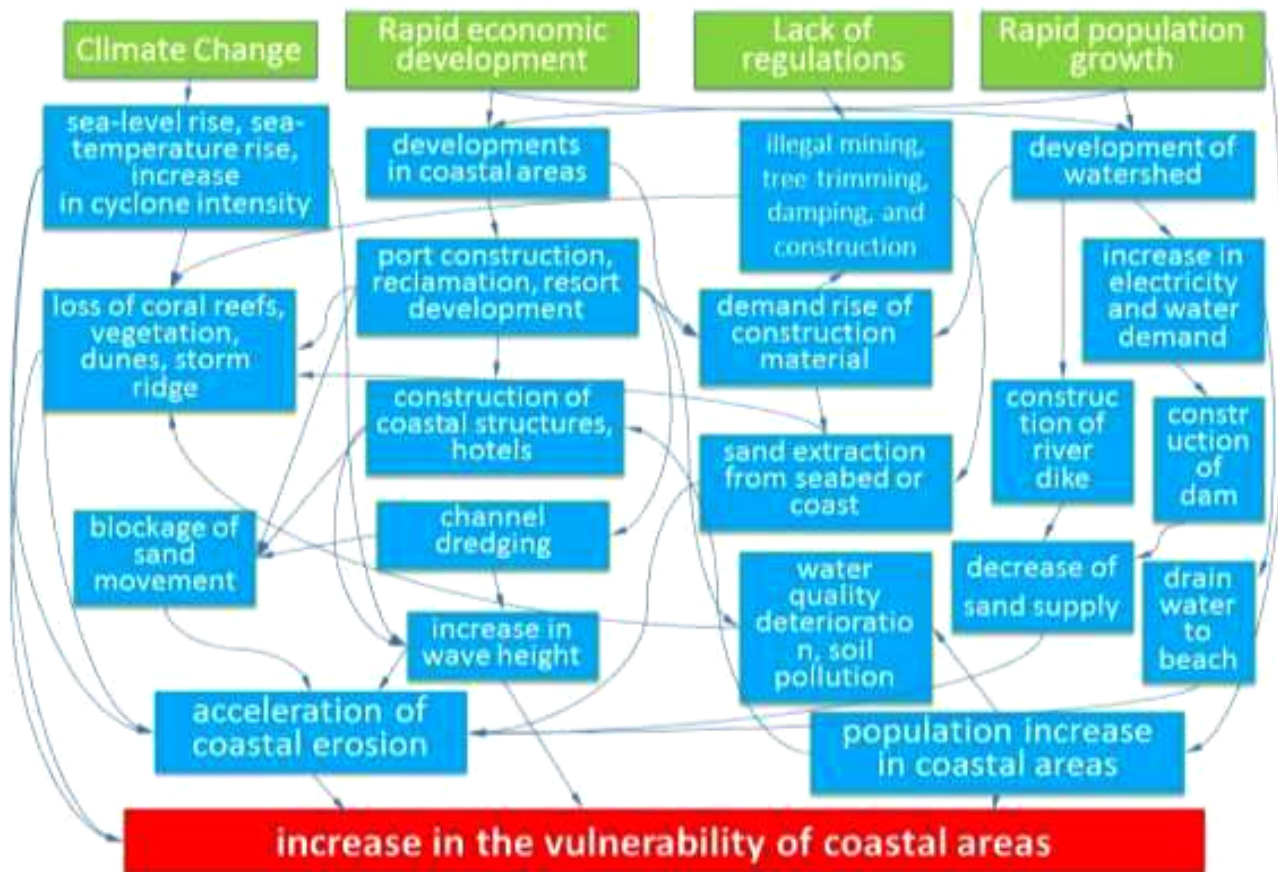 Climate Change
Rapid economic
development
Lack of
regulations
Rapid population
growth
sea-level rise, sea-
temperature rise,
increase
in cyclone intensity
developments
in coastal areas
illegal mining,
tree trimming,
damping, and
construction
development of
watershed
port construction,
reclamation, resort
development
increase in
electricity
and water
demand
loss of coral reefs,
vegetation,
dunes, storm
ridge
demand rise of
construction
material
construction of
coastal structures,
hotels
construc
tion of
river
dike
constr
uction
of
dam
sand extraction
from seabed or
coast
blockage of
sand
movement
channel
dredging
water
quality
deterioratio
n, soil
pollution
decrease of
sand supply
drain
water
to
beach
increase in
wave height
acceleration of
coastal erosion
population increase
in coastal areas
increase in the vulnerability of coastal areas